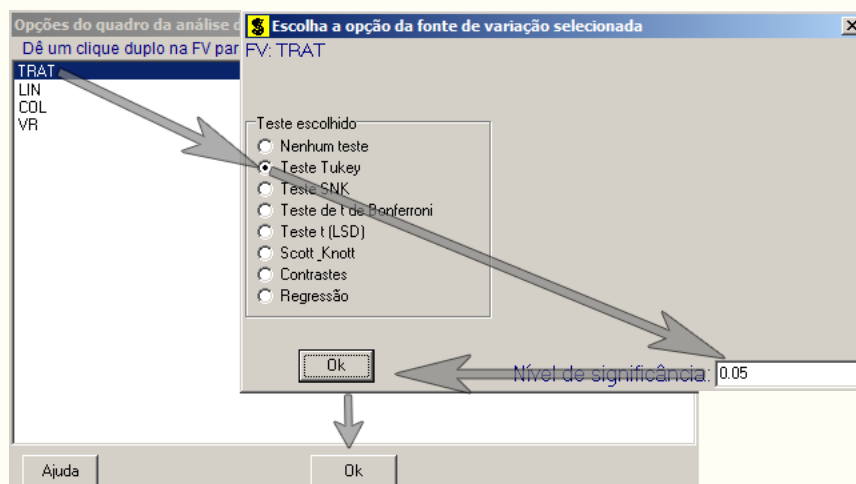 Opções do quadro da análise d
Dê um clique duplo na FV par
TRAT
LIN
COL
VR
Escolha a opção da fonte de variação selecionada
FV: TRAT
Teste escolhido
Nenhum teste
Teste Tukey
Teste SNK
Teste de t de Bonferroni
Teste t (LSD)
Scott_Knott
Contrastes
Regressão
Ok
Nível de significância: 0.05
Ajuda
Ok